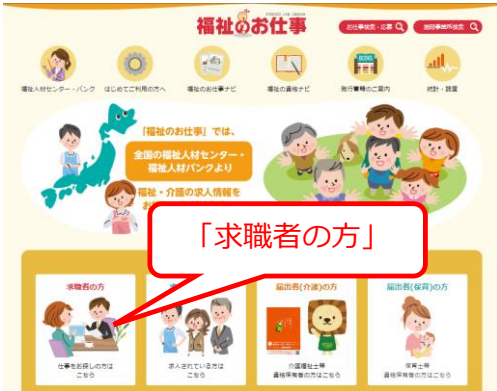 福祉のお仕事
お仕事検索・応募
施設事業所検索
福祉人材センター・バンク
はじめてご利用の方へ
福祉のお仕事ナビ
福祉の資格ナビ
発行書籍のご案内
統計・調査
「福祉のお仕事」では、
全国の福祉人材センター・
福祉人材バンクより
福祉・介護の求人情報を
「求職者の方」
求職者の方
届出者(介護)の方
届出者(保育)の方
仕事をお探しの方は
こちら
求人されている方は
こちら
介護福祉士等
資格保有者の方はこちら
保育士等
資格保有者の方はこちら